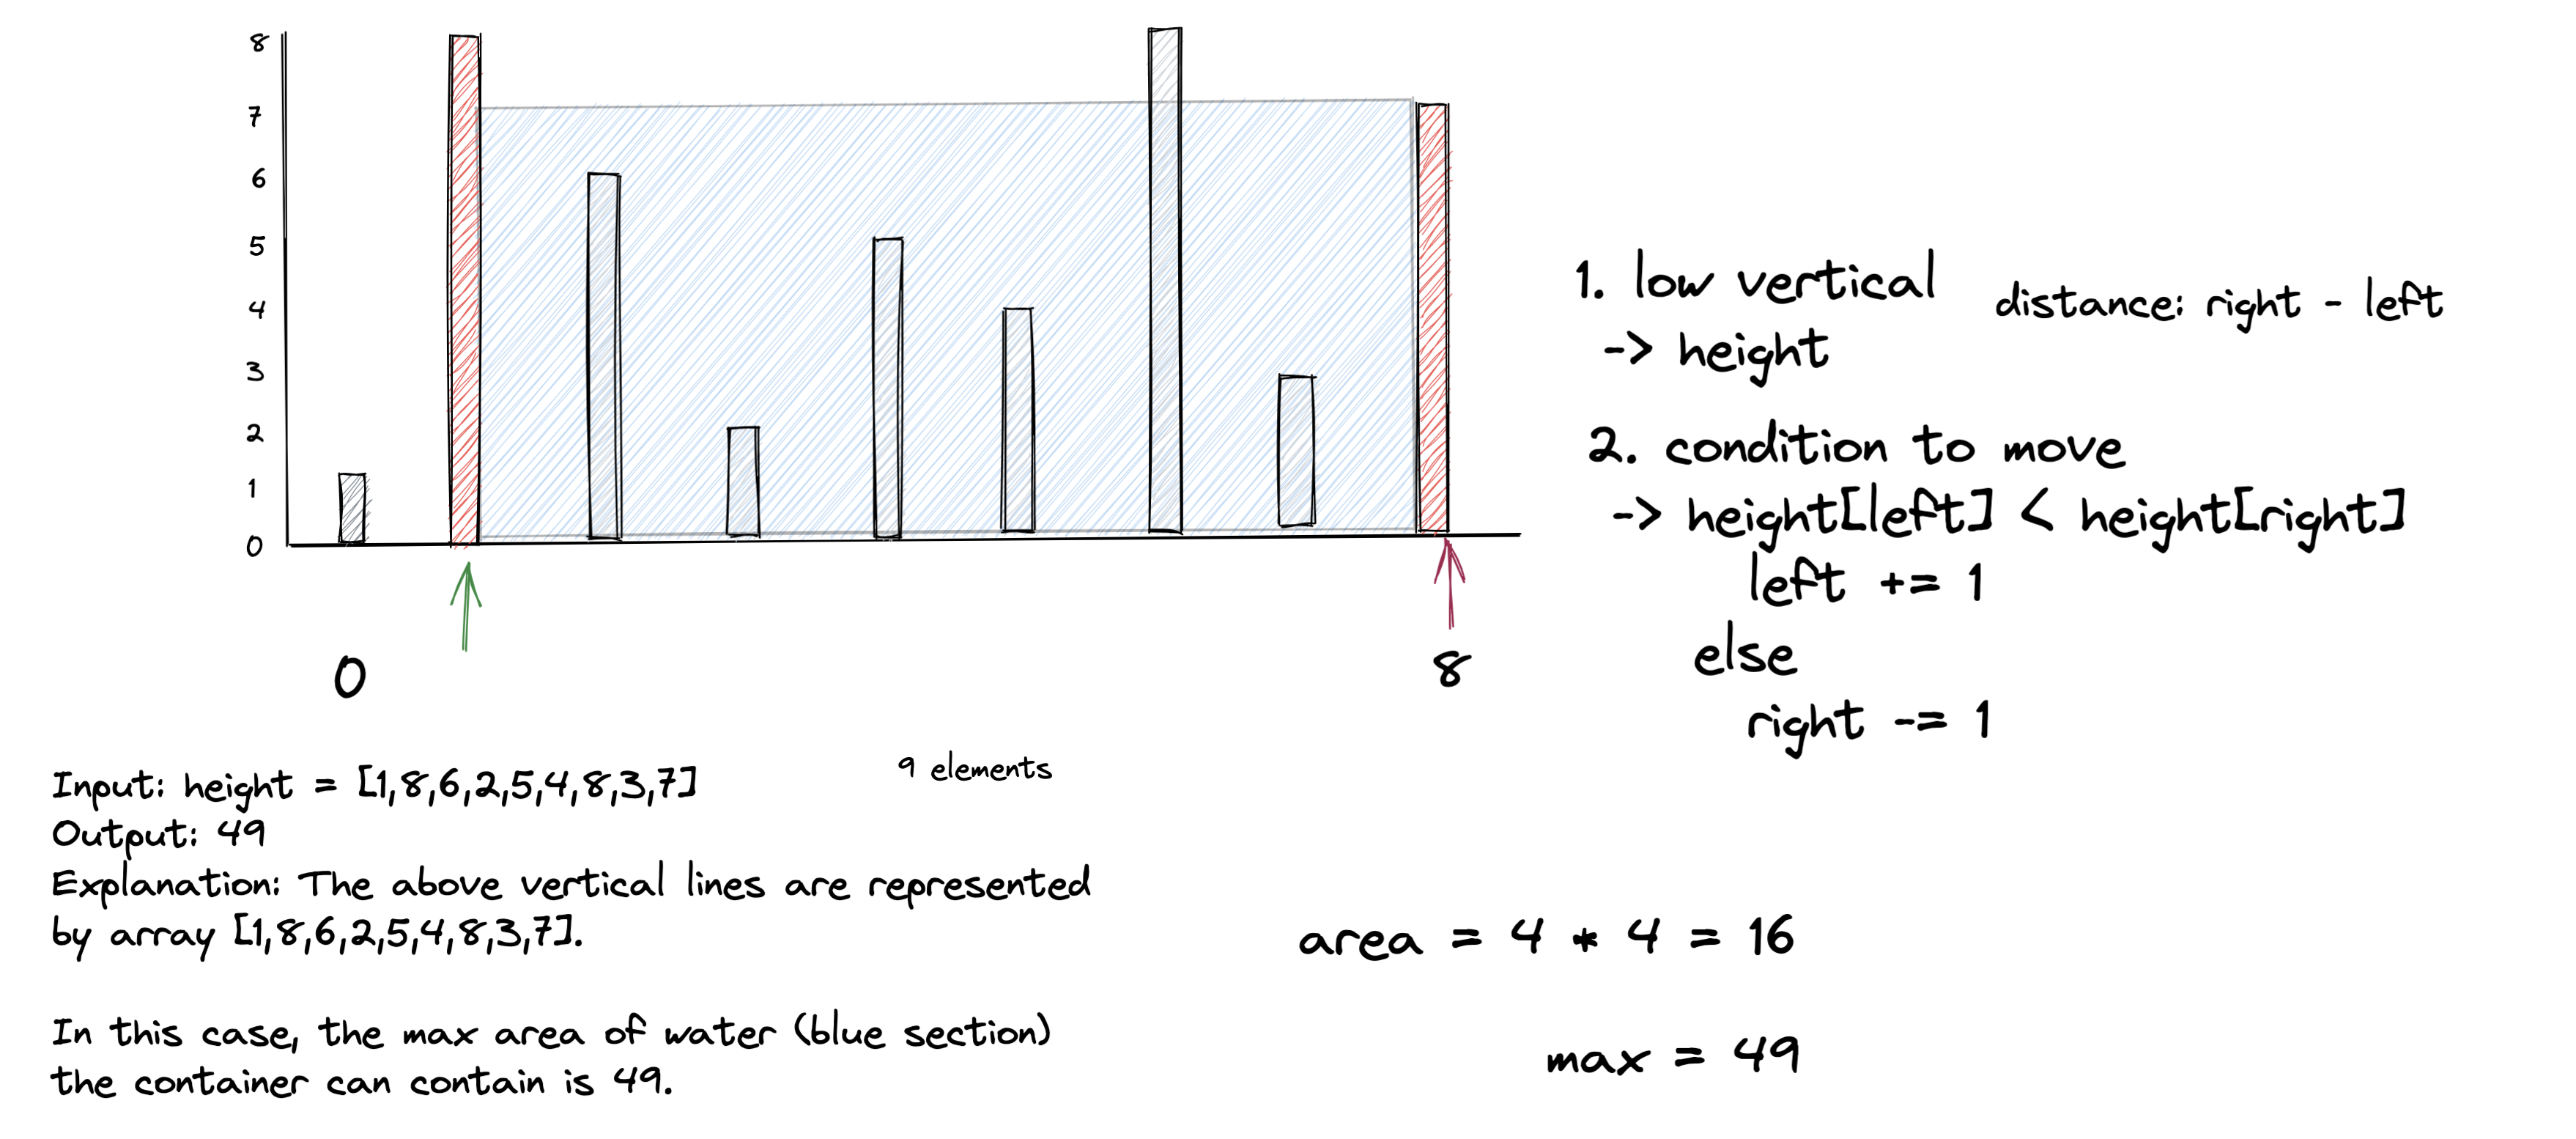 8
7
6
5
4
3
2
1
0
0
8
1. low vertical
distance: right - left
-> height
2. condition to move
-> height[left] < height[right]
left += 1
else
right -= 1
Input: height = [1,8,6,2,5,4,8,3,7]
9 elements
Output: 49
Explanation: The above vertical lines are represented
by array [1,8,6,2,5,4,8,3,7].
In this case, the max area of water (blue section)
the container can contain is 49.
area = 4 * 4 = 16
max = 49